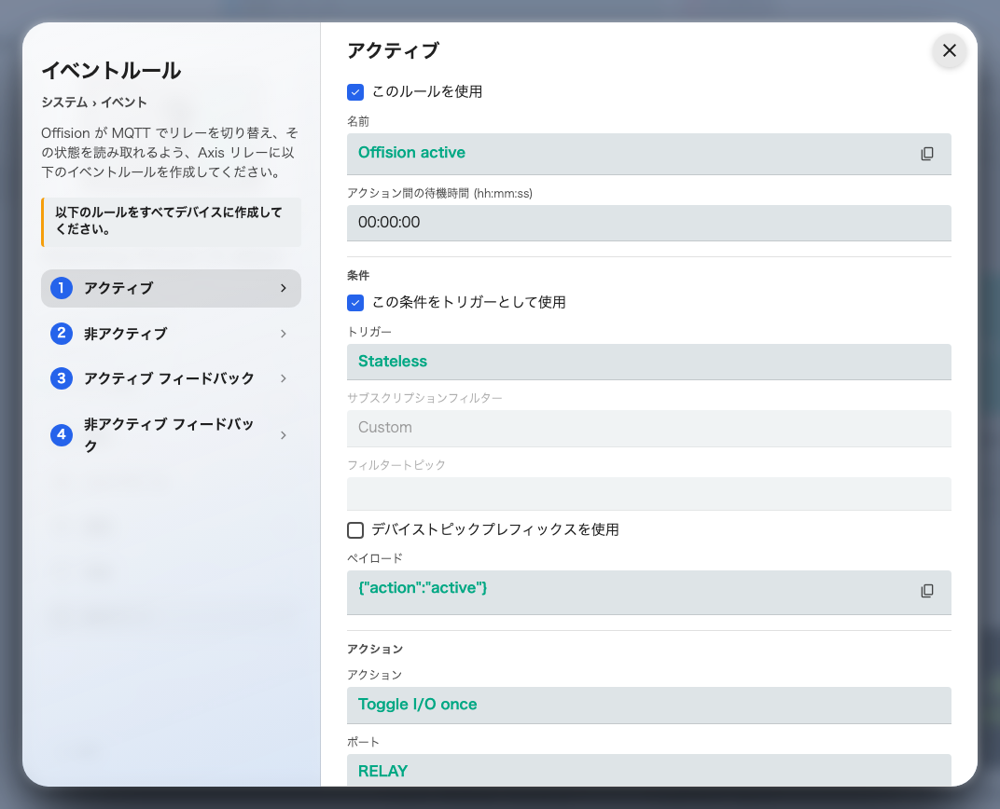 イベントルール
システム › イベント
Offision が MQTT でリレーを切り替え、そ
の状態を読み取れるよう、Axis リレーに以
下のイベントルールを作成してください。
以下のルールをすべてデバイスに作成して
ください。
1 アクティブ
2 非アクティブ
3 アクティブ フィードバック
4 非アクティブ フィードバッ
ク
アクティブ
このルールを使用
名前
Offision active
アクション間の待機時間 (hh:mm:ss)
00:00:00
条件
この条件をトリガーとして使用
トリガー
Stateless
サブスクリプションフィルター
Custom
フィルタートピック
デバイストピックプレフィックスを使用
ペイロード
{"action":"active"}
アクション
アクション
Toggle I/O once
ポート
RELAY